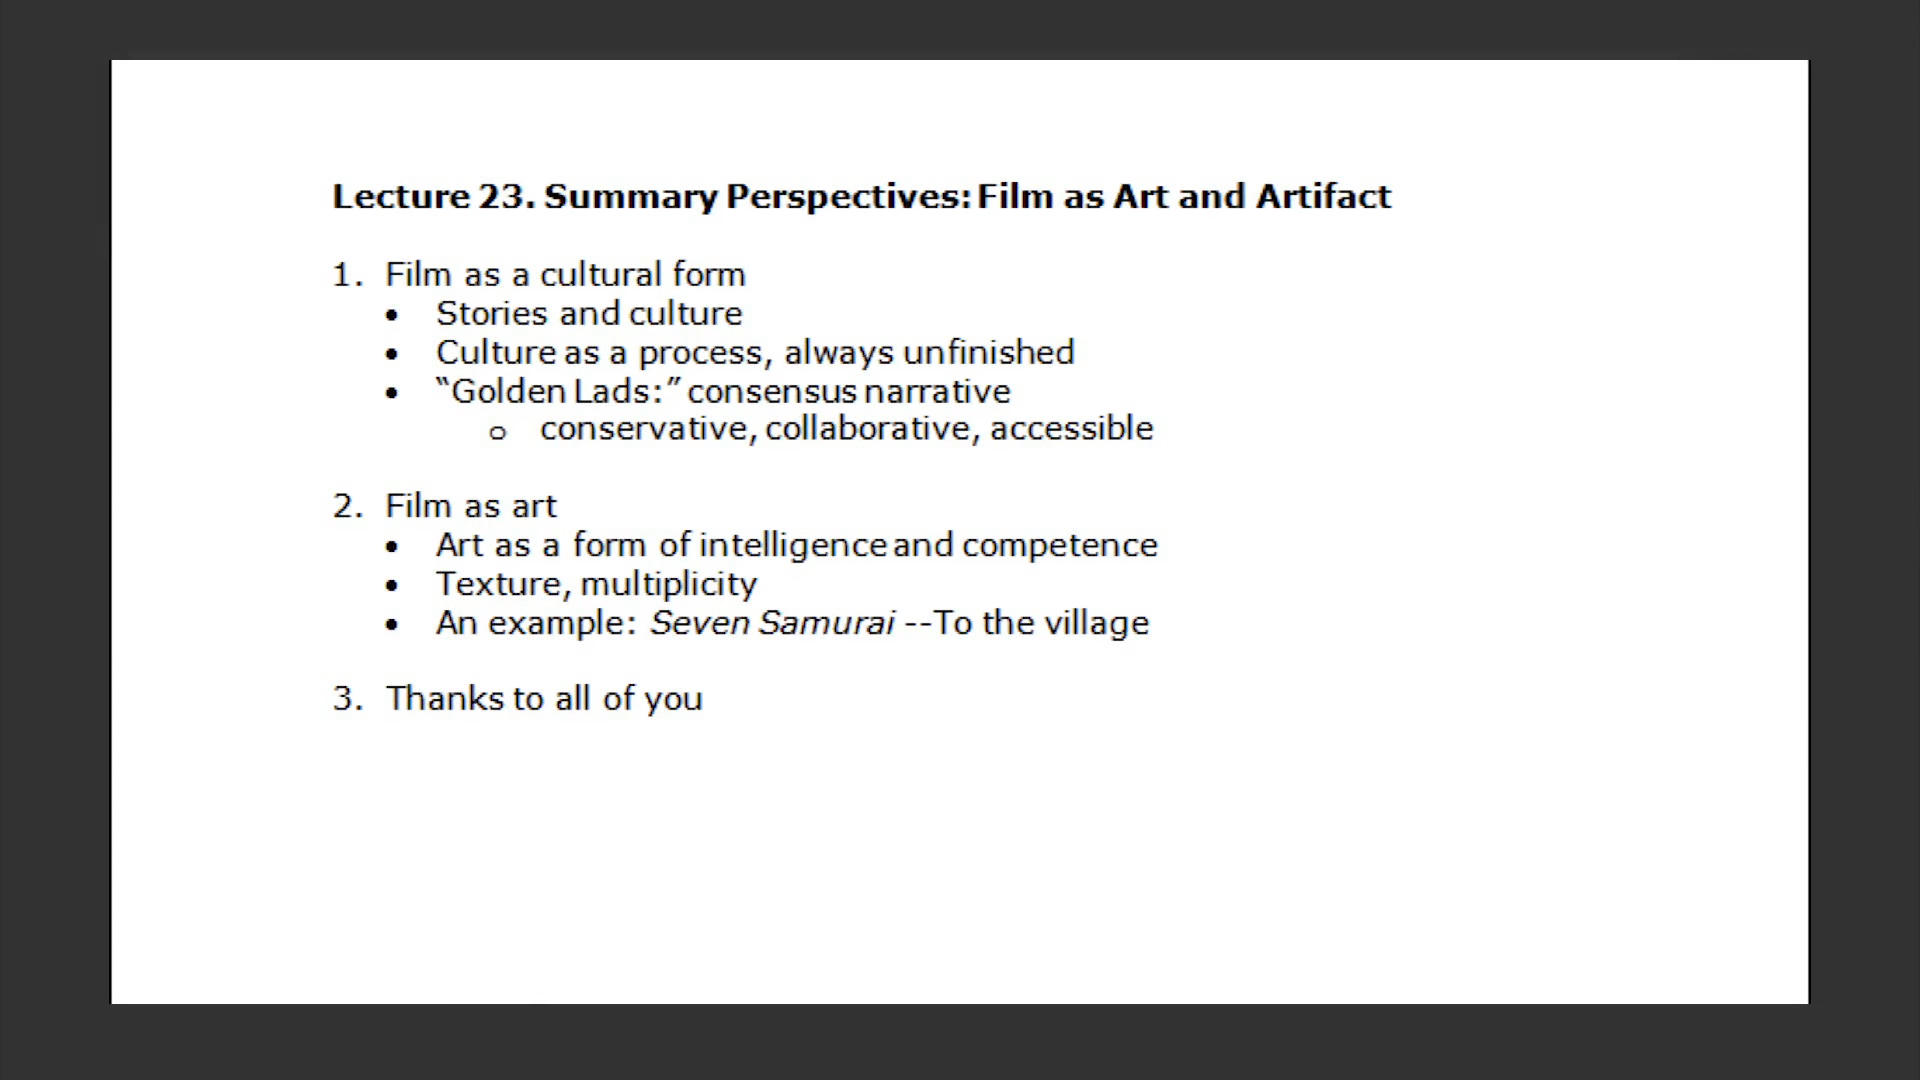 Lecture 23. Summary Perspectives: Film as Art and Artifact
1. Film as a cultural form
• Stories and culture
• Culture as a process, always unfinished
• “Golden Lads:” consensus narrative
o conservative, collaborative, accessible
2. Film as art
• Art as a form of intelligence and competence
• Texture, multiplicity
• An example: Seven Samurai --To the village
3. Thanks to all of you